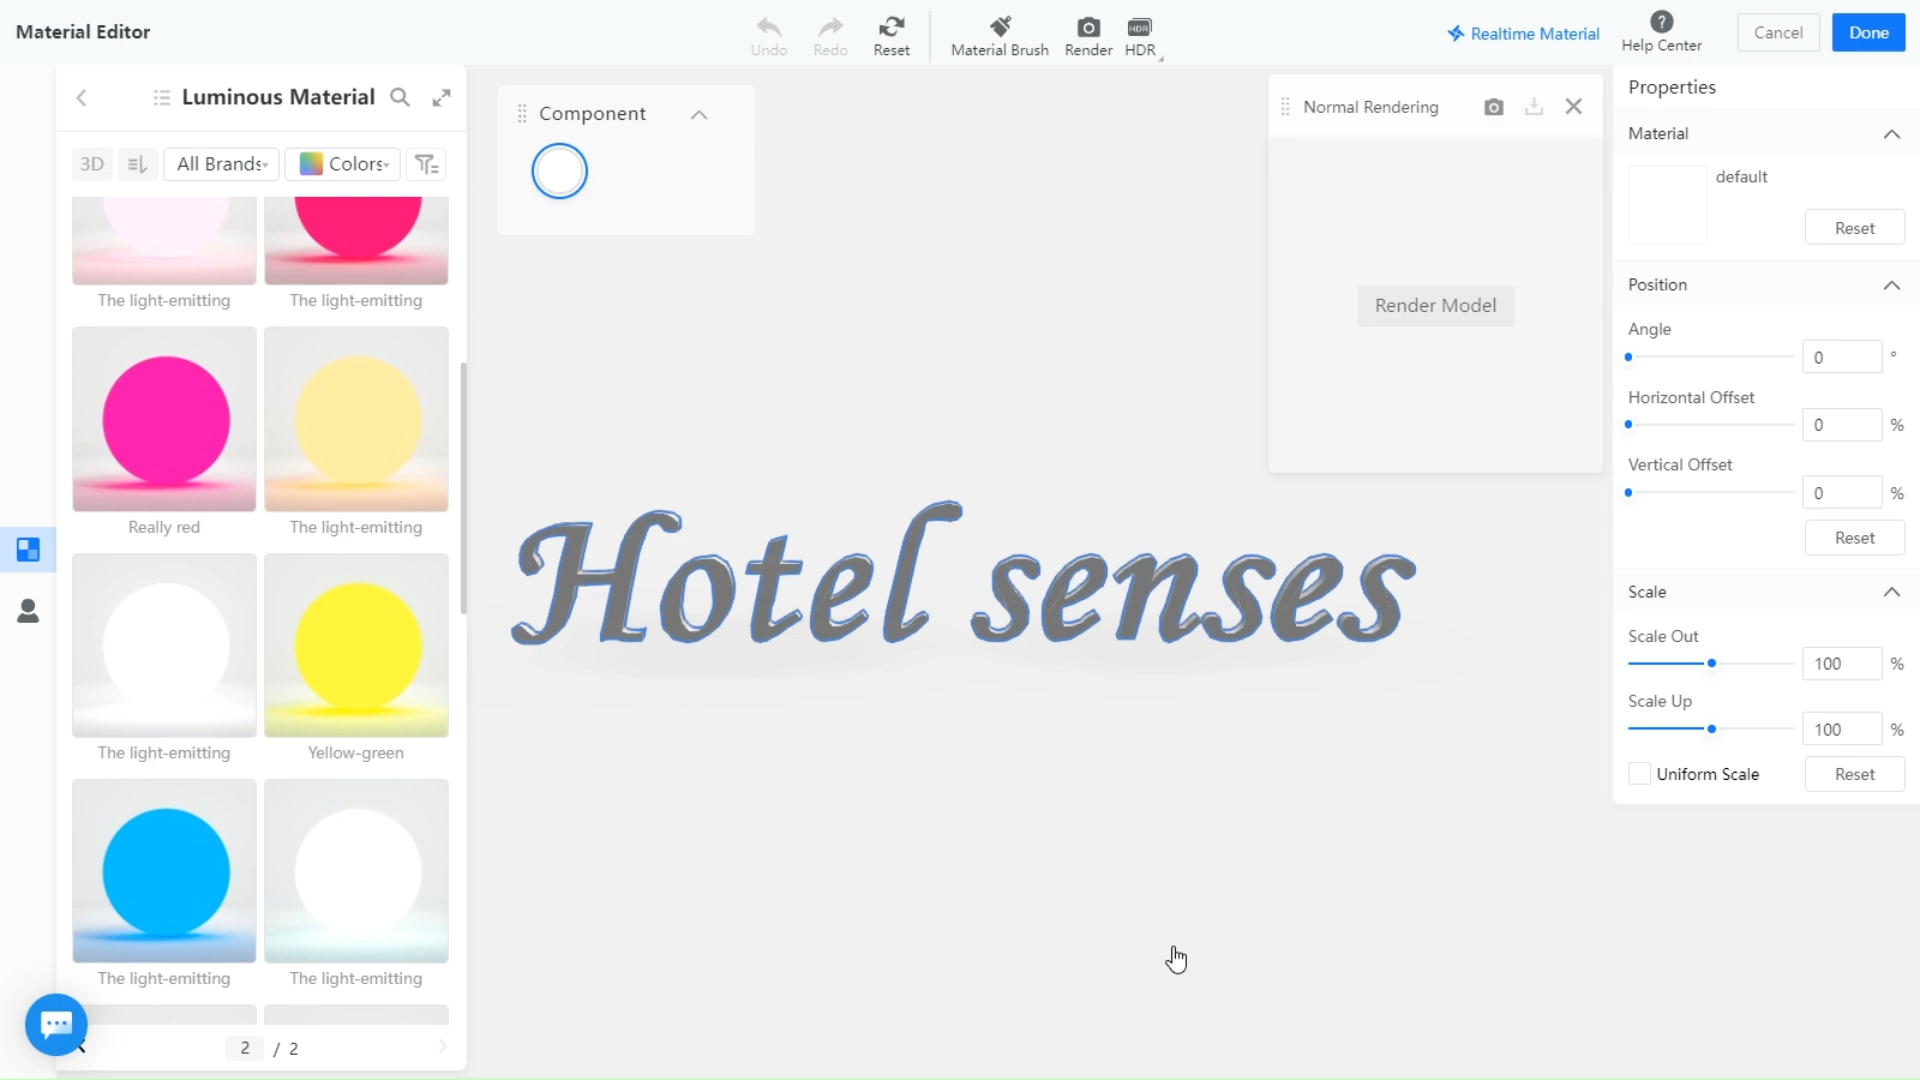 Material Editor
Undo
Redo
Reset
Material Brush
Render
HDR
HDR
Realtime Material
?
Help Center
Cancel
Done
Luminous Material
3D
All Brands
Colors
The light-emitting
The light-emitting
Really red
The light-emitting
The light-emitting
Yellow-green
The light-emitting
The light-emitting
2 / 2
Component
Normal Rendering
Render Model
Hotel senses
Properties
Material
default
Reset
Position
Angle
0 °
Horizontal Offset
0 %
Vertical Offset
0 %
Reset
Scale
Scale Out
100 %
Scale Up
100 %
Uniform Scale
Reset